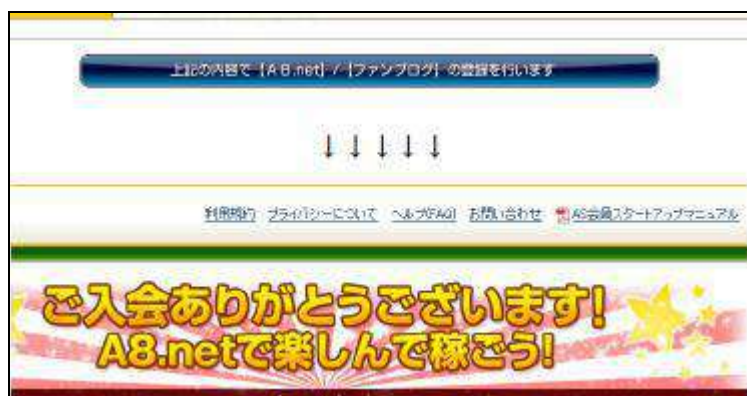 上記の内容で【A8.net】/【ファンブログ】の登録を行います
↓↓↓↓↓
利用規約 プライバシーについて ヘルプ(FAQ) お問い合わせ A8会員スタートアップマニュアル
ご入会ありがとうございます!
A8.netで楽しんで稼ごう!